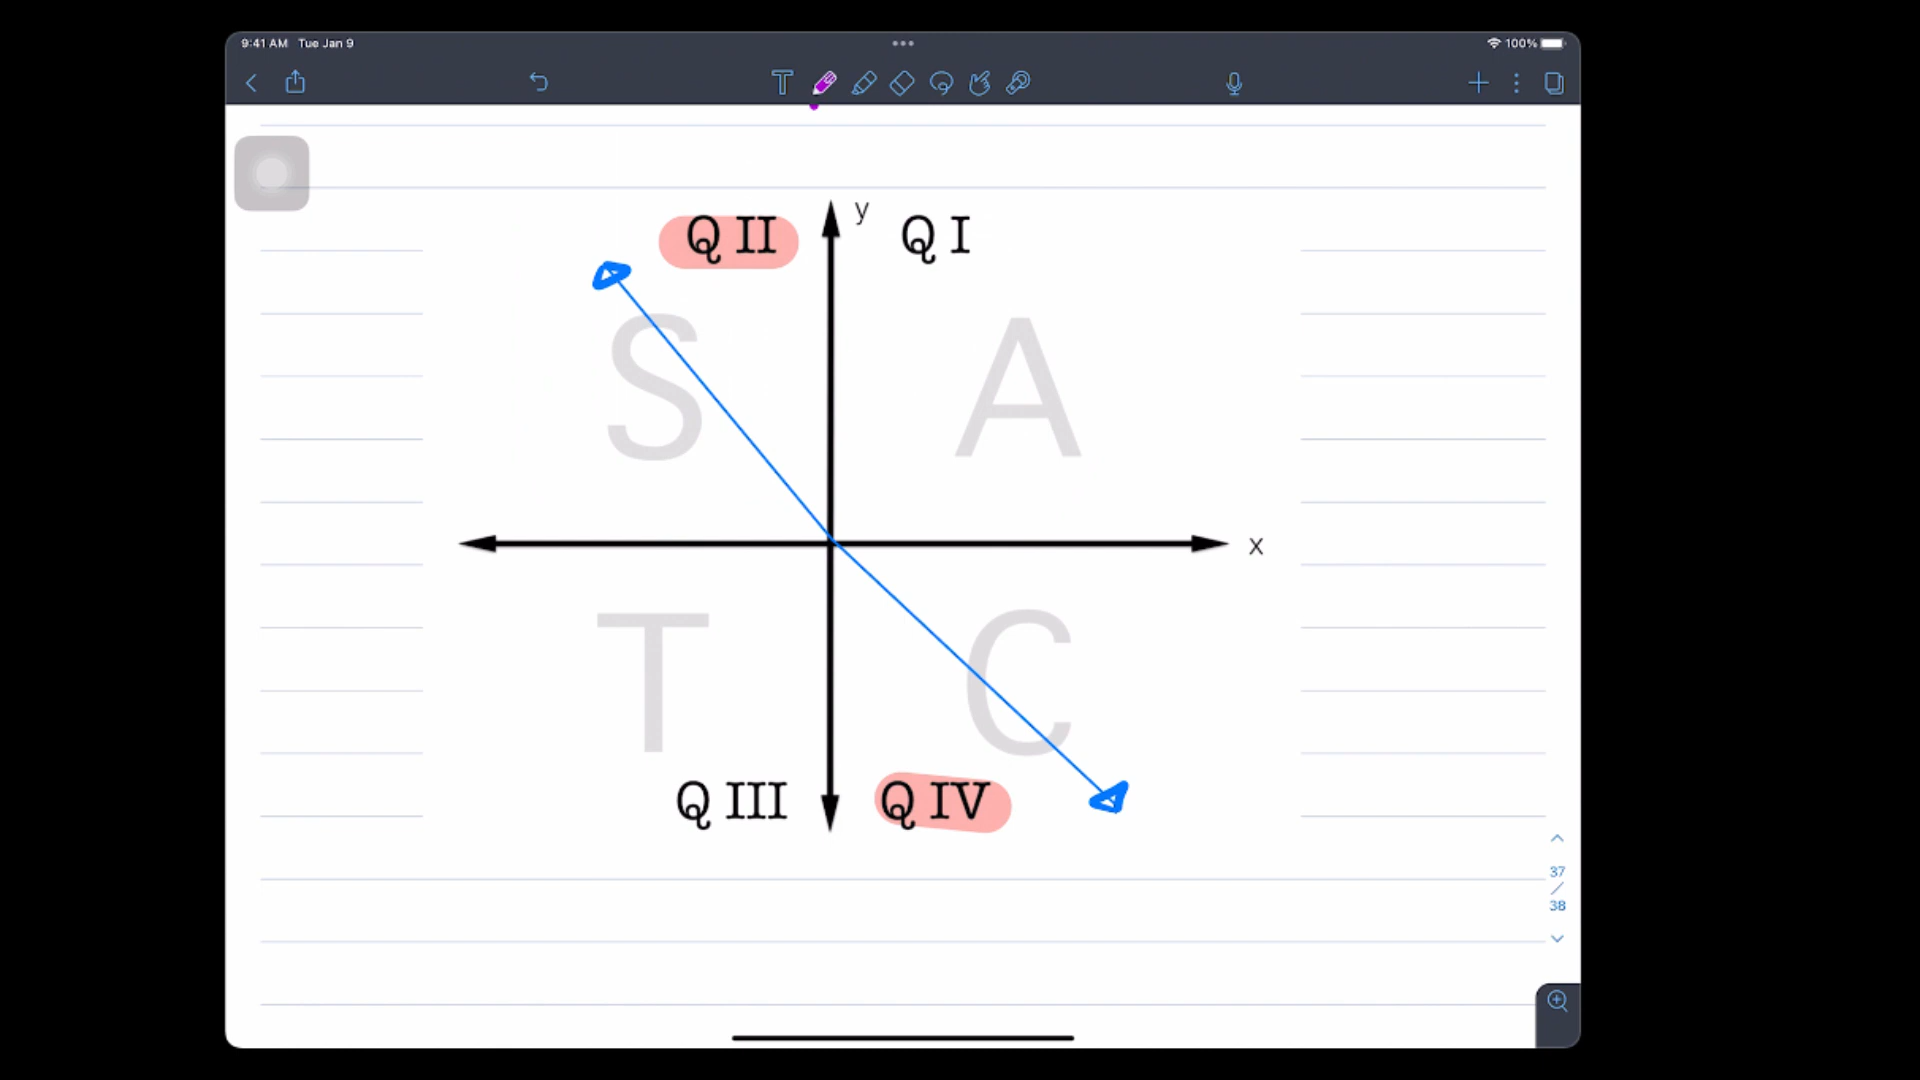 9:41 AM Tue Jan 9
100%
y
Q II
Q I
S
A
x
T
C
Q III
Q IV
37
/
38